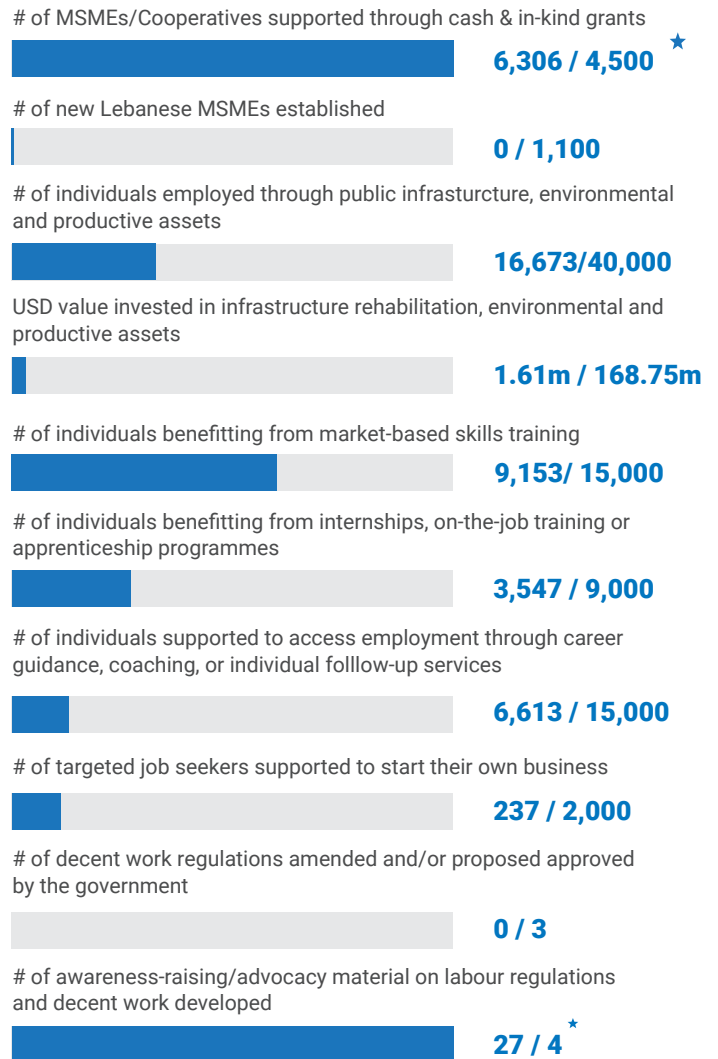 # of MSMEs/Cooperatives supported through cash & in-kind grants
6,306 / 4,500
# of new Lebanese MSMEs established
0 / 1,100
# of individuals employed through public infrasturcture, environmental
and productive assets
16,673/40,000
USD value invested in infrastructure rehabilitation, environmental and
productive assets
1.61m / 168.75m
# of individuals benefitting from market-based skills training
9,153/ 15,000
# of individuals benefitting from internships, on-the-job training or
apprenticeship programmes
3,547 / 9,000
# of individuals supported to access employment through career
guidance, coaching, or individual folllow-up services
6,613 / 15,000
# of targeted job seekers supported to start their own business
237 / 2,000
# of decent work regulations amended and/or proposed approved
by the government
0 / 3
# of awareness-raising/advocacy material on labour regulations
and decent work developed
27 / 4